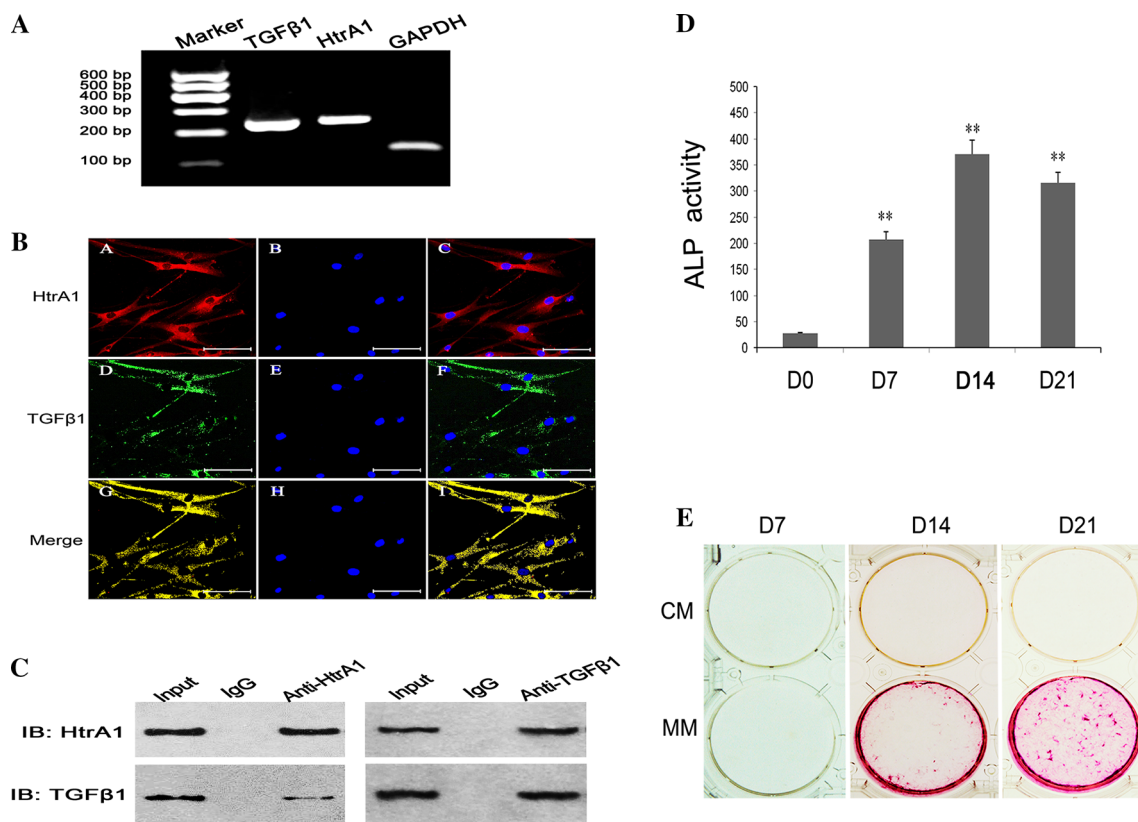 A
Marker TGFβ1 HtrA1 GAPDH
600 bp
500 bp
400 bp
300 bp
200 bp
100 bp
B
HtrA1
A B C
TGFβ1
D E F
Merge
G H I
C
Input IgG Anti-HtrA1 Input IgG Anti-TGFβ1
IB: HtrA1
IB: TGFβ1
D
ALP activity
500
450
400
350
300
250
200
150
100
50
0
** ** **
D0 D7 D14 D21
E
D7 D14 D21
CM
MM